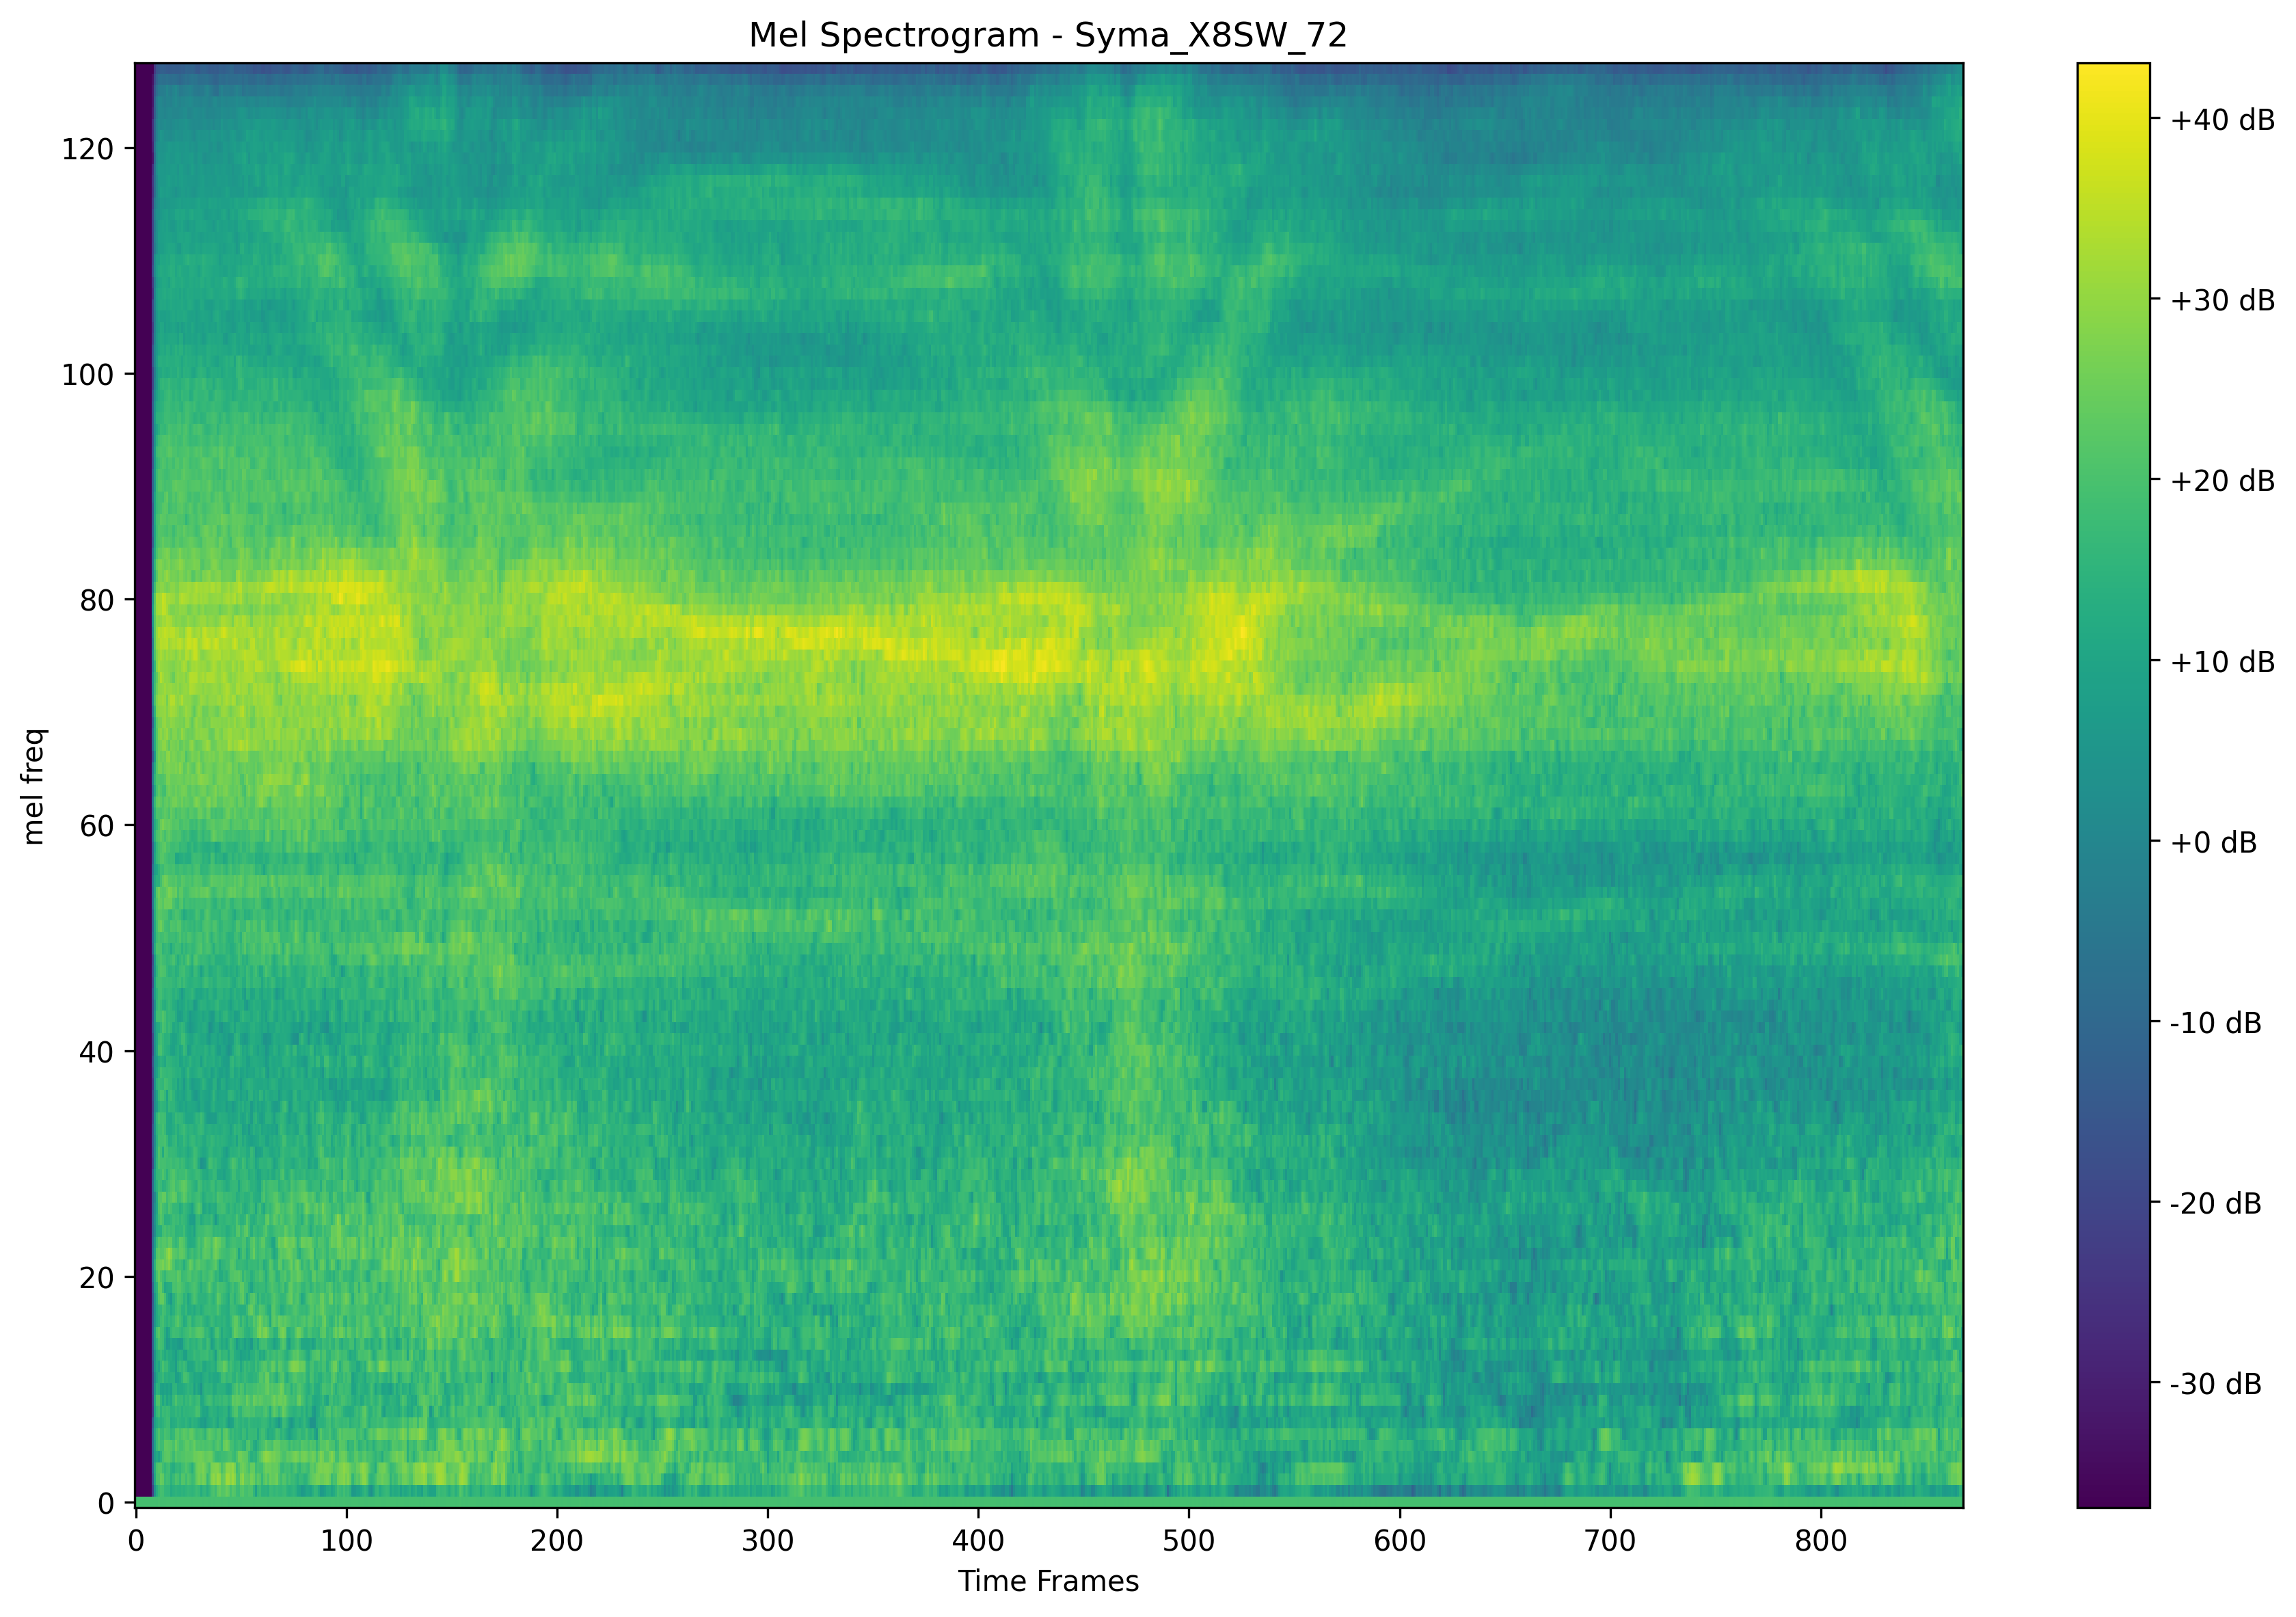 Mel Spectrogram - Syma_X8SW_72
mel freq
120
100
80
60
40
20
0
0 100 200 300 400 500 600 700 800
Time Frames
+40 dB
+30 dB
+20 dB
+10 dB
+0 dB
-10 dB
-20 dB
-30 dB